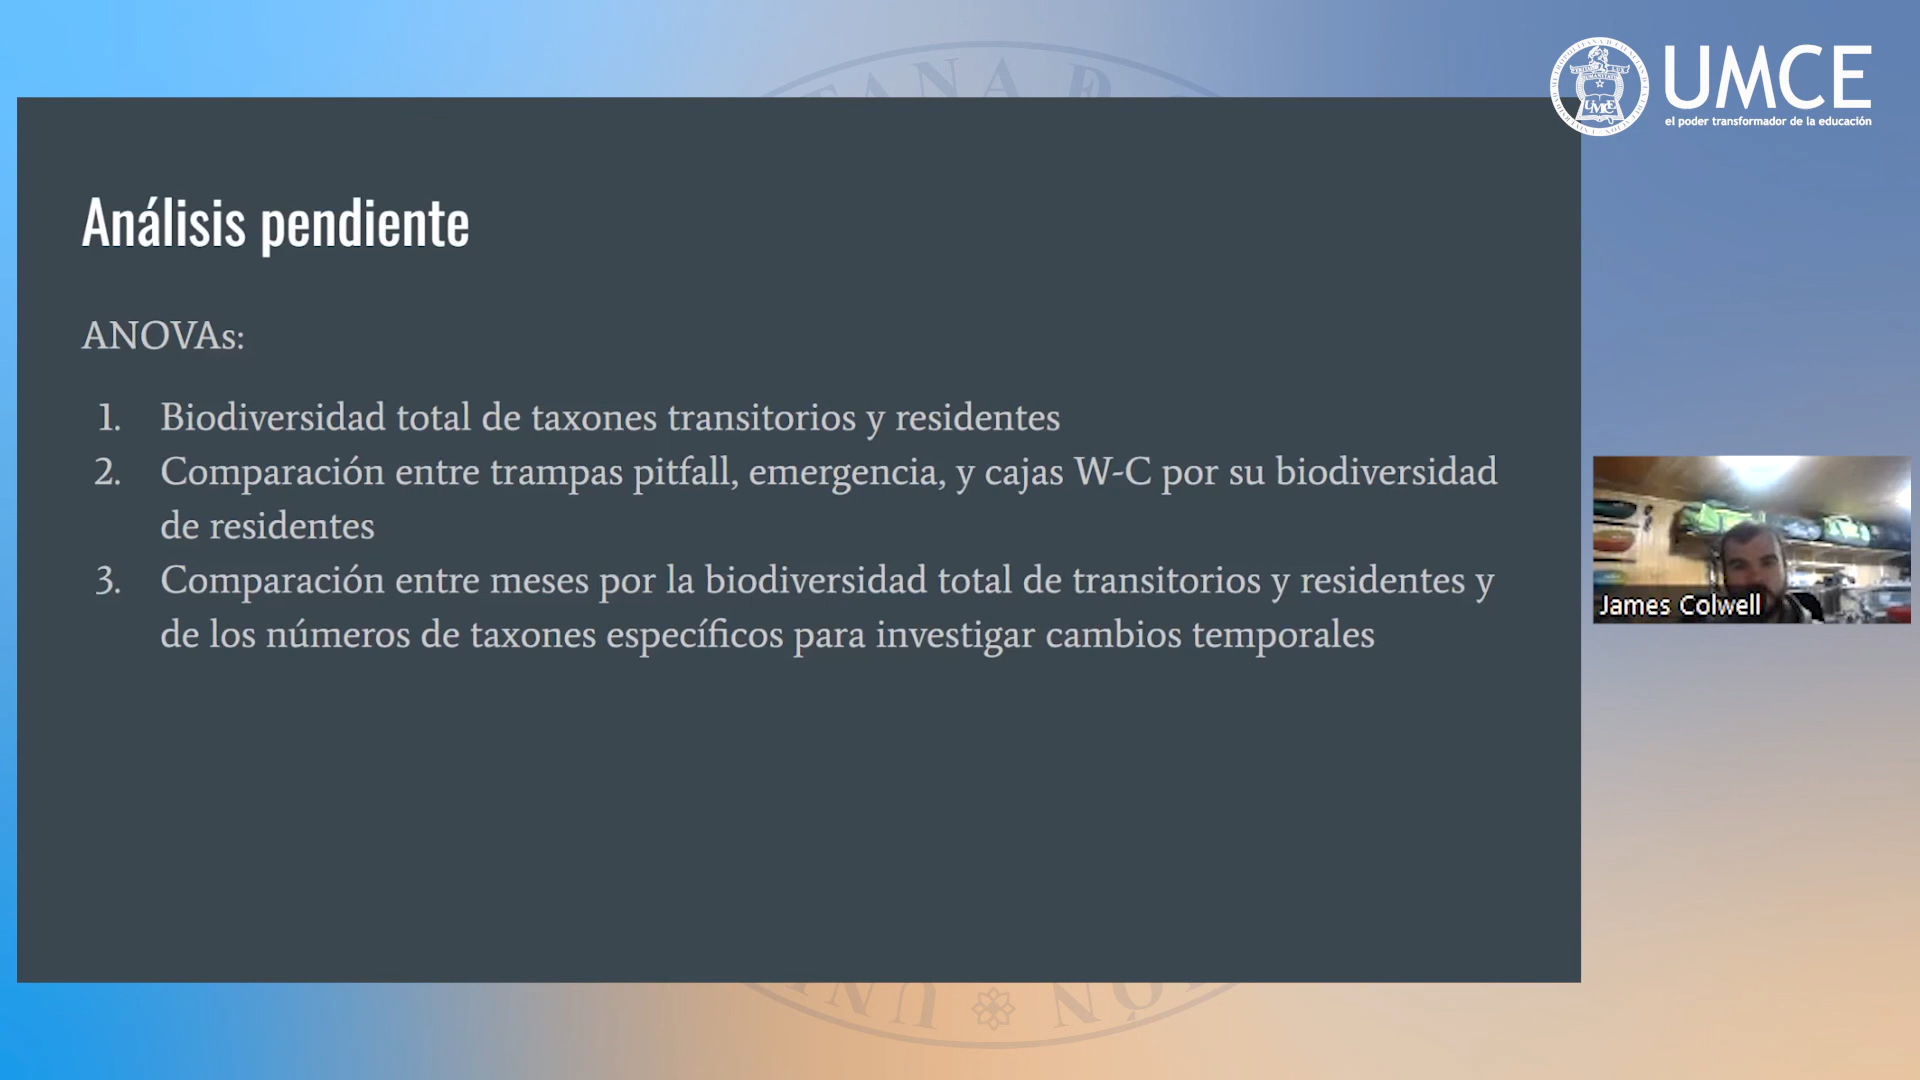 UMCE
el poder transformador de la educación
Análisis pendiente
ANOVAs:
1. Biodiversidad total de taxones transitorios y residentes
2. Comparación entre trampas pitfall, emergencia, y cajas W-C por su biodiversidad
de residentes
3. Comparación entre meses por la biodiversidad total de transitorios y residentes y
de los números de taxones específicos para investigar cambios temporales
James Colwell